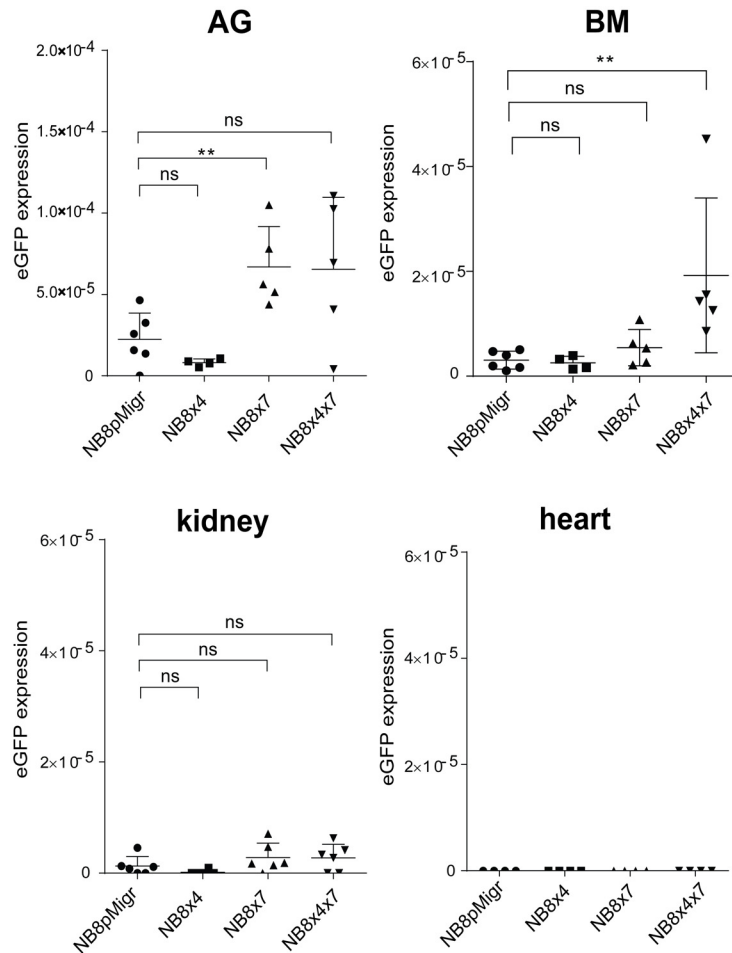 AG
2.0×10-4
1.5×10-4
1.0×10-4
5.0×10-5
0
eGFP expression
ns
**
ns
NB8pMigr
NB8x4
NB8x7
NB8x4x7
BM
6×10-5
4×10-5
2×10-5
0
eGFP expression
**
ns
ns
NB8pMigr
NB8x4
NB8x7
NB8x4x7
kidney
6×10-5
4×10-5
2×10-5
0
eGFP expression
ns
ns
ns
NB8pMigr
NB8x4
NB8x7
NB8x4x7
heart
6×10-5
4×10-5
2×10-5
0
eGFP expression
NB8pMigr
NB8x4
NB8x7
NB8x4x7